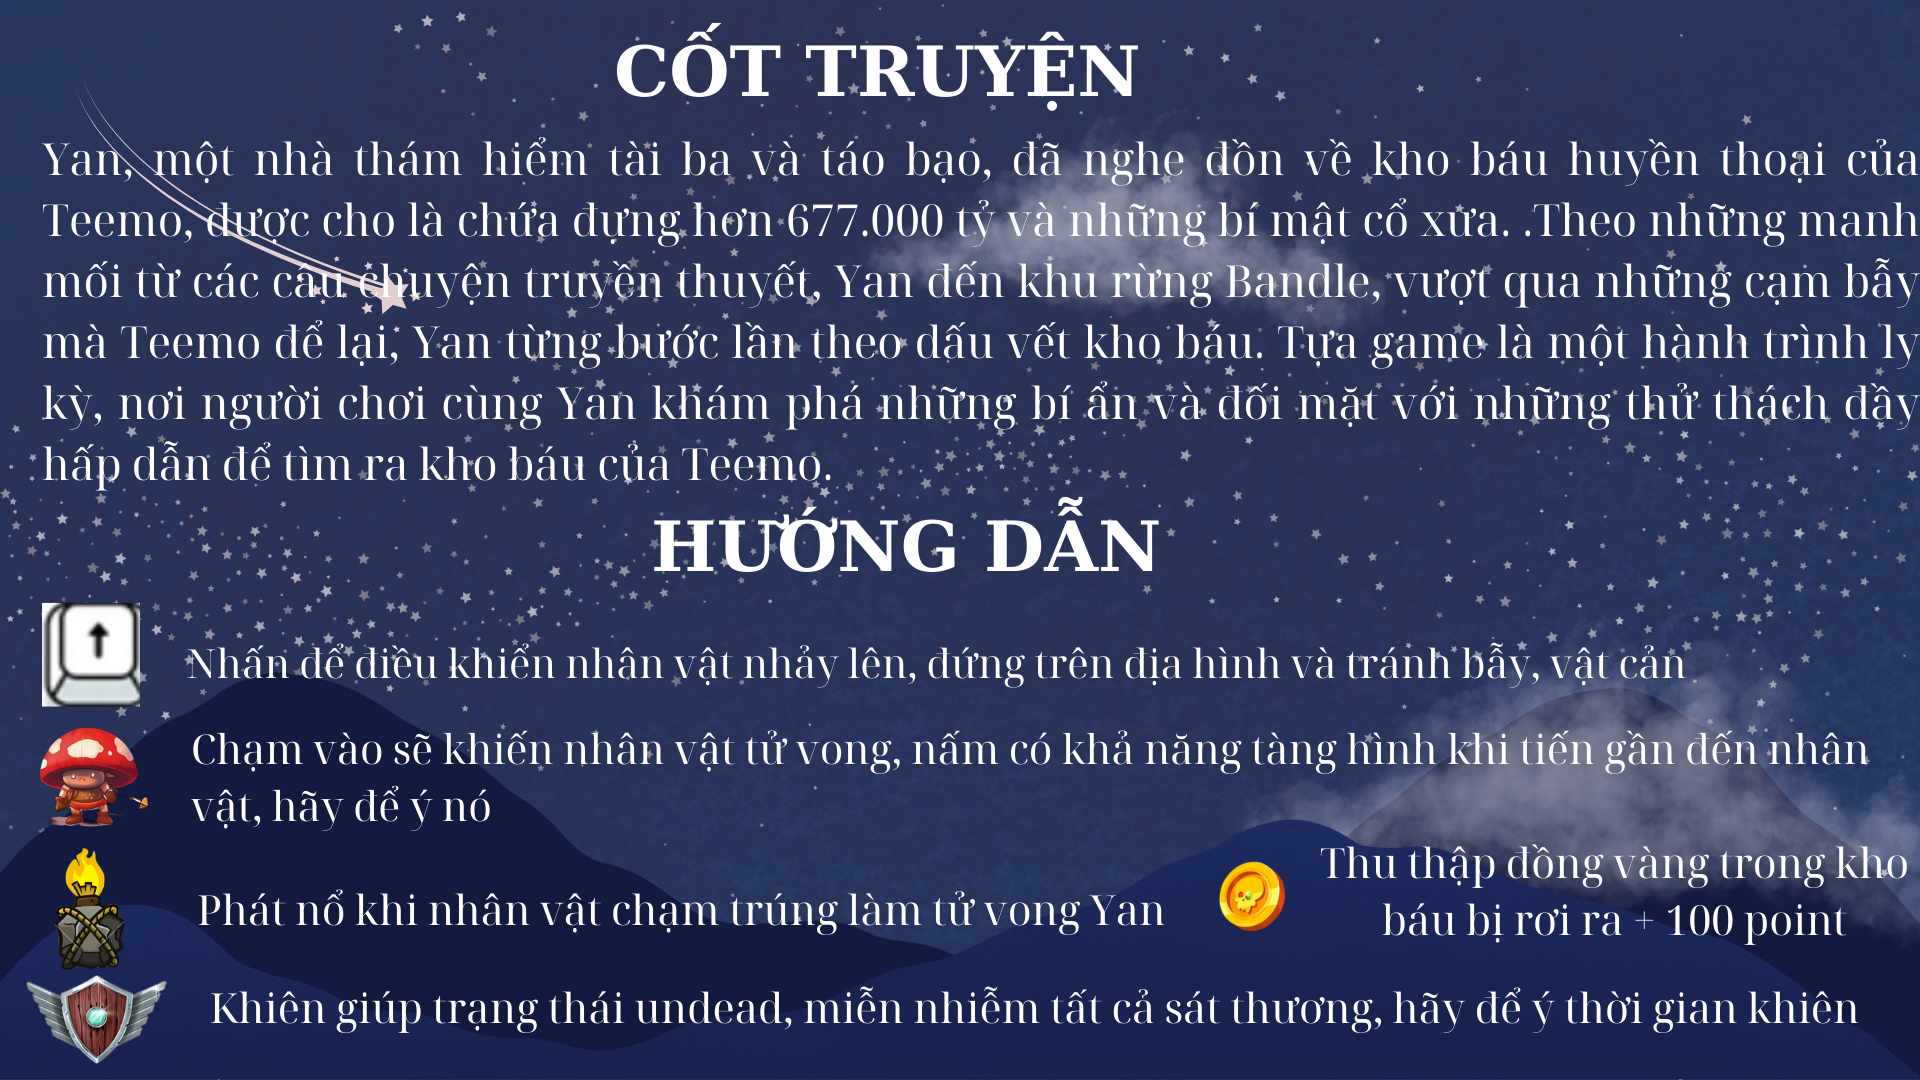 CỐT TRUYỆN
Yan, một nhà thám hiểm tài ba và táo bạo, đã nghe đồn về kho báu huyền thoại của
Teemo, được cho là chứa đựng hơn 677.000 tỷ và những bí mật cổ xưa. .Theo những manh
mối từ các câu chuyện truyền thuyết, Yan đến khu rừng Bandle, vượt qua những cạm bẫy
mà Teemo để lại, Yan từng bước lần theo dấu vết kho báu. Tựa game là một hành trình ly
kỳ, nơi người chơi cùng Yan khám phá những bí ẩn và đối mặt với những thử thách đầy
hấp dẫn để tìm ra kho báu của Teemo.
HƯỚNG DẪN
Nhấn để điều khiển nhân vật nhảy lên, đứng trên địa hình và tránh bẫy, vật cản
Chạm vào sẽ khiến nhân vật tử vong, nấm có khả năng tàng hình khi tiến gần đến nhân
vật, hãy để ý nó
Phát nổ khi nhân vật chạm trúng làm tử vong Yan
Thu thập đồng vàng trong kho
báu bị rơi ra + 100 point
Khiên giúp trạng thái undead, miễn nhiễm tất cả sát thương, hãy để ý thời gian khiên